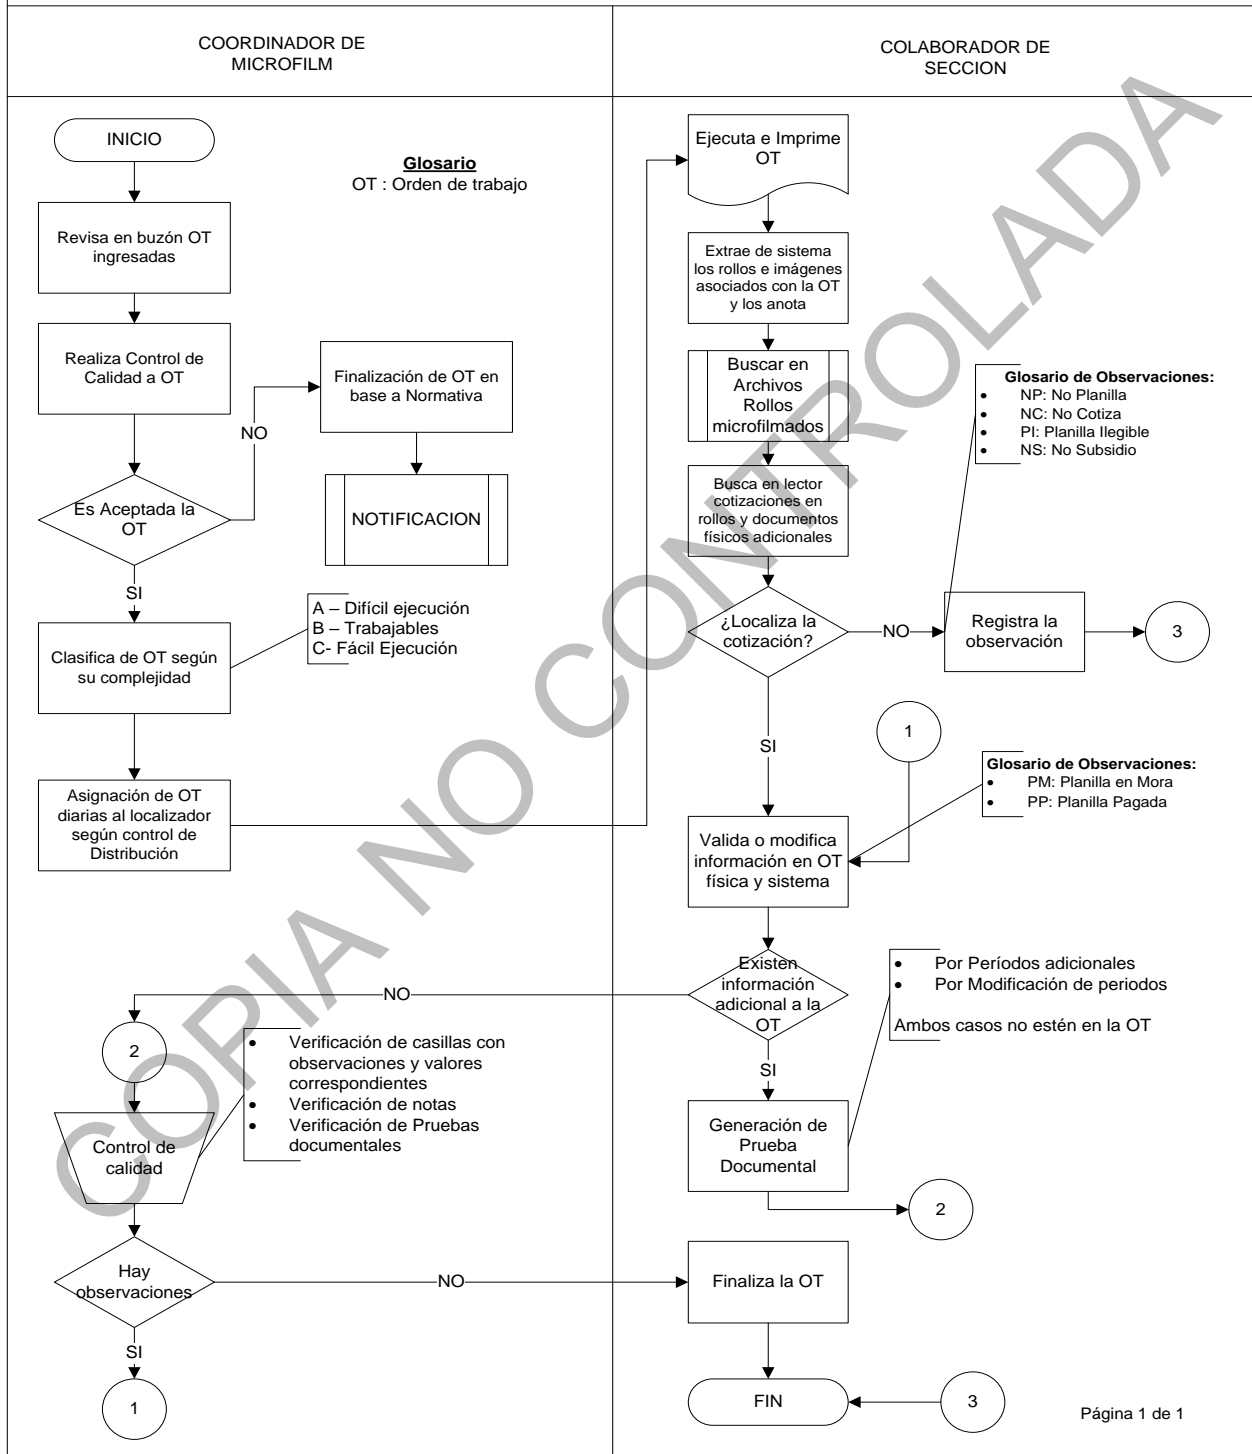 COORDINADOR DE
MICROFILM
COLABORADOR DE
SECCION
INICIO
Glosario
OT : Orden de trabajo
Revisa en buzón OT
ingresadas
Realiza Control de
Calidad a OT
Finalización de OT en
base a Normativa
NO
Es Aceptada la
OT
NOTIFICACION
SI
A – Difícil ejecución
B – Trabajables
C- Fácil Ejecución
Clasifica de OT según
su complejidad
Asignación de OT
diarias al localizador
según control de
Distribución
Ejecuta e Imprime
OT
Extrae de sistema
los rollos e imágenes
asociados con la OT
y los anota
Buscar en
Archivos
Rollos
microfilmados
Glosario de Observaciones:
• NP: No Planilla
• NC: No Cotiza
• PI: Planilla Ilegible
• NS: No Subsidio
Busca en lector
cotizaciones en
rollos y documentos
físicos adicionales
¿Localiza la
cotización?
NO
Registra la
observación
3
SI
1
Glosario de Observaciones:
• PM: Planilla en Mora
• PP: Planilla Pagada
Valida o modifica
información en OT
física y sistema
Existen
información
adicional a la
OT
• Por Períodos adicionales
• Por Modificación de periodos
Ambos casos no estén en la OT
NO
SI
2
• Verificación de casillas con
observaciones y valores
correspondientes
• Verificación de notas
• Verificación de Pruebas
documentales
Control de
calidad
Generación de
Prueba
Documental
2
Hay
observaciones
NO
Finaliza la OT
SI
1
FIN
3
Página 1 de 1
COPIA NO CONTROLADA